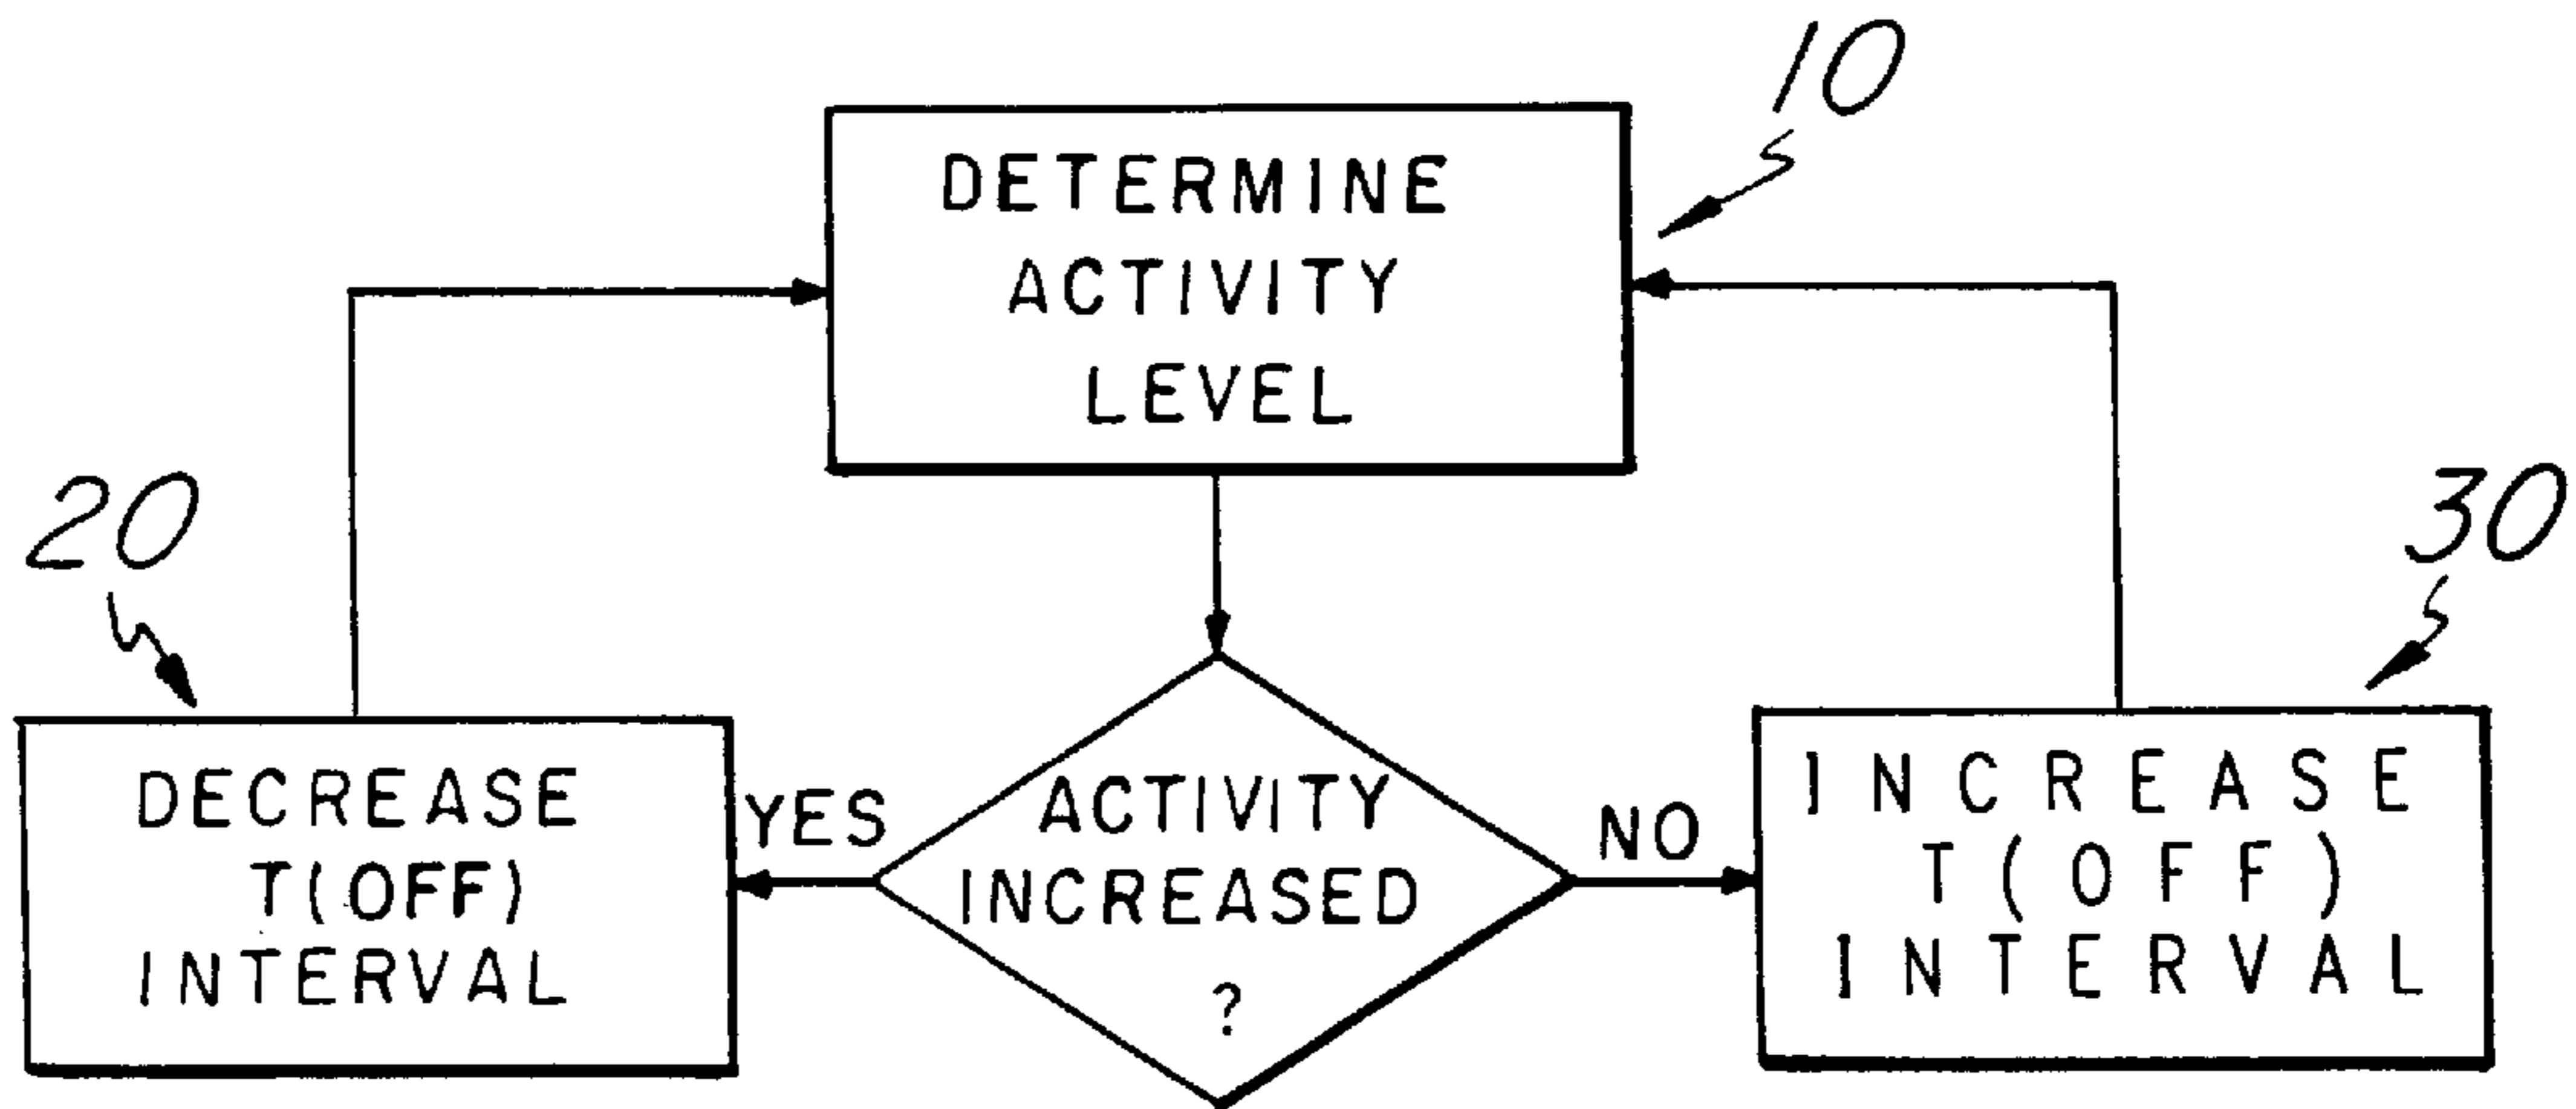 10
DETERMINE
ACTIVITY
LEVEL
20
30
DECREASE
T(OFF)
INTERVAL
YES
ACTIVITY
INCREASED
?
NO
INCREASE
T(OFF)
INTERVAL